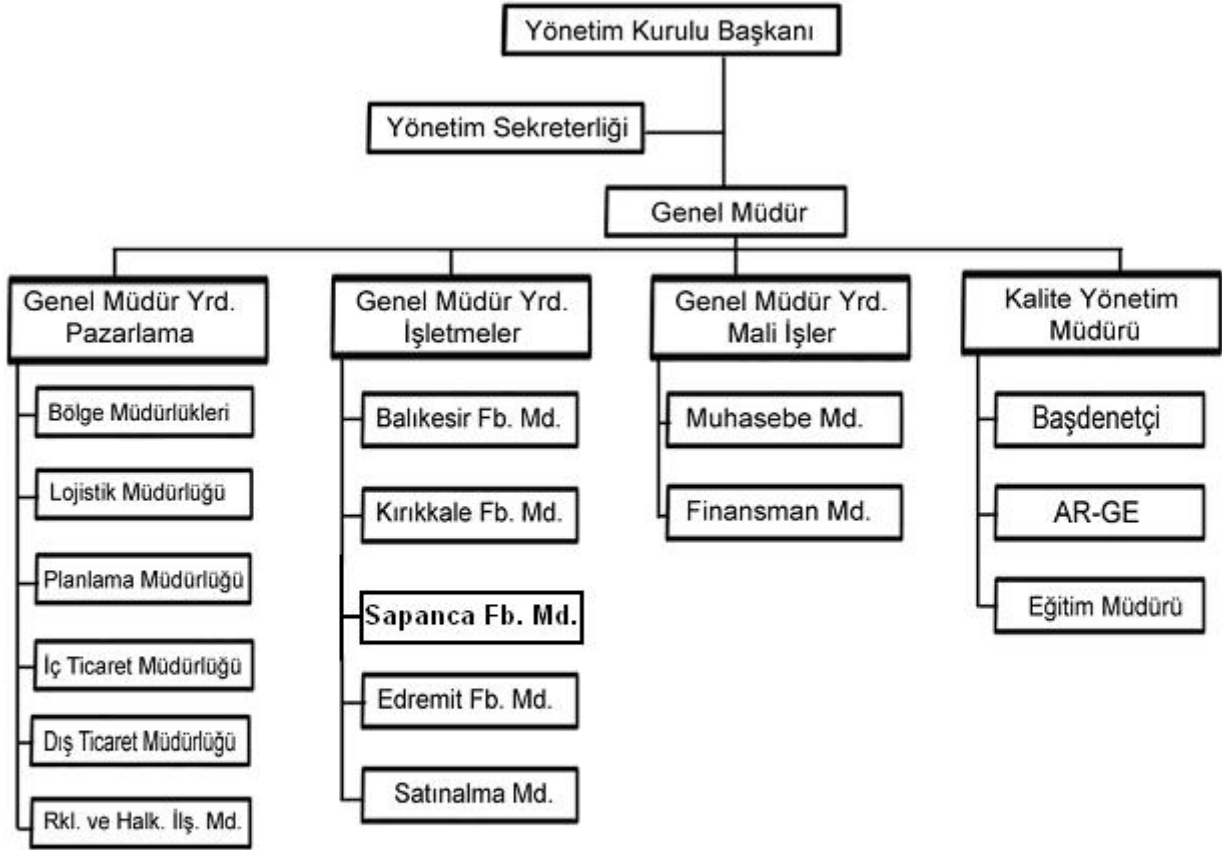 Yönetim Kurulu Başkanı
Yönetim Sekreterliği
Genel Müdür
Genel Müdür Yrd.
Pazarlama
Bölge Müdürlükleri
Lojistik Müdürlüğü
Planlama Müdürlüğü
İç Ticaret Müdürlüğü
Dış Ticaret Müdürlüğü
Rkl. ve Halk. İlş. Md.
Genel Müdür Yrd.
İşletmeler
Balıkesir Fb. Md.
Kırıkkale Fb. Md.
Sapanca Fb. Md.
Edremit Fb. Md.
Satınalma Md.
Genel Müdür Yrd.
Mali İşler
Muhasebe Md.
Finansman Md.
Kalite Yönetim
Müdürü
Başdenetçi
AR-GE
Eğitim Müdürü